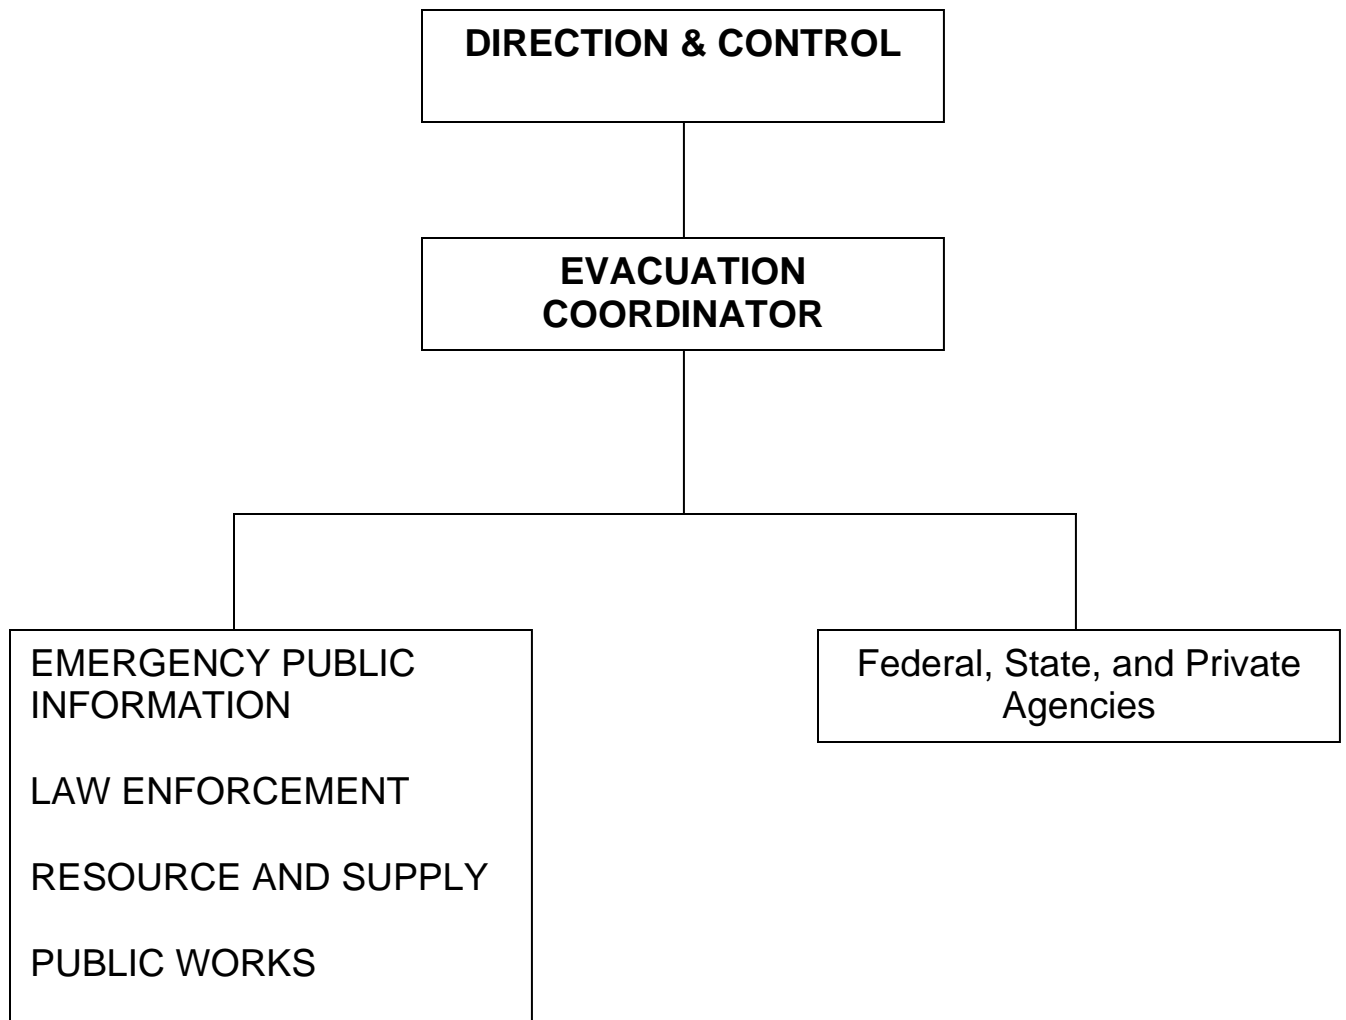 DIRECTION & CONTROL
EVACUATION
COORDINATOR
EMERGENCY PUBLIC
INFORMATION
LAW ENFORCEMENT
RESOURCE AND SUPPLY
PUBLIC WORKS
Federal, State, and Private
Agencies